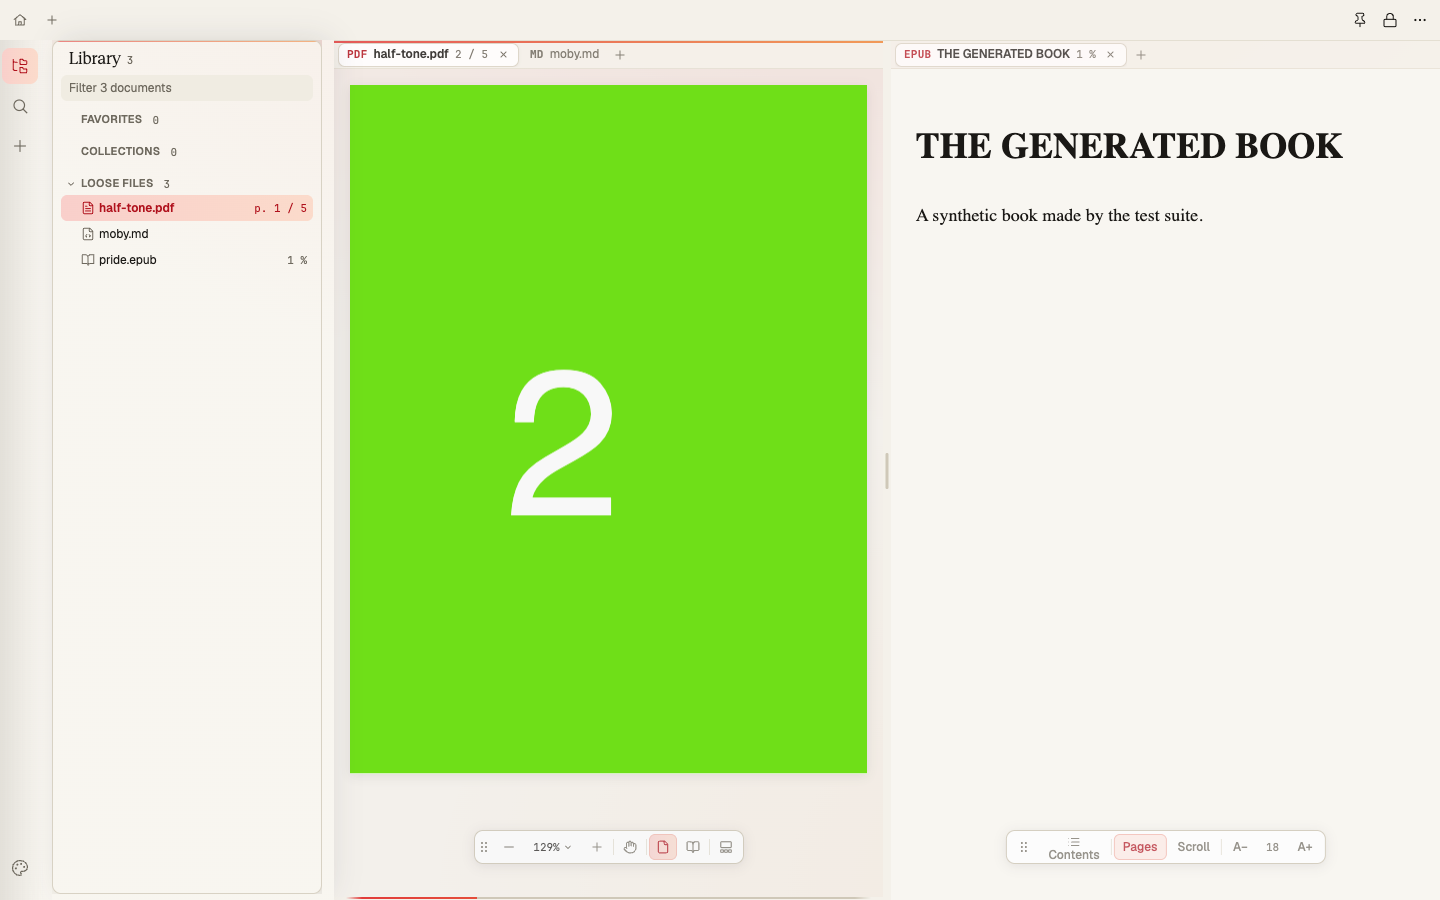 Library 3
Filter 3 documents
FAVORITES 0
COLLECTIONS 0
LOOSE FILES 3
half-tone.pdf p. 1 / 5
moby.md
pride.epub 1 %
PDF half-tone.pdf 2 / 5 × MD moby.md +
2
129%
EPUB THE GENERATED BOOK 1 % × +
THE GENERATED BOOK
A synthetic book made by the test suite.
Contents Pages Scroll A− 18 A+